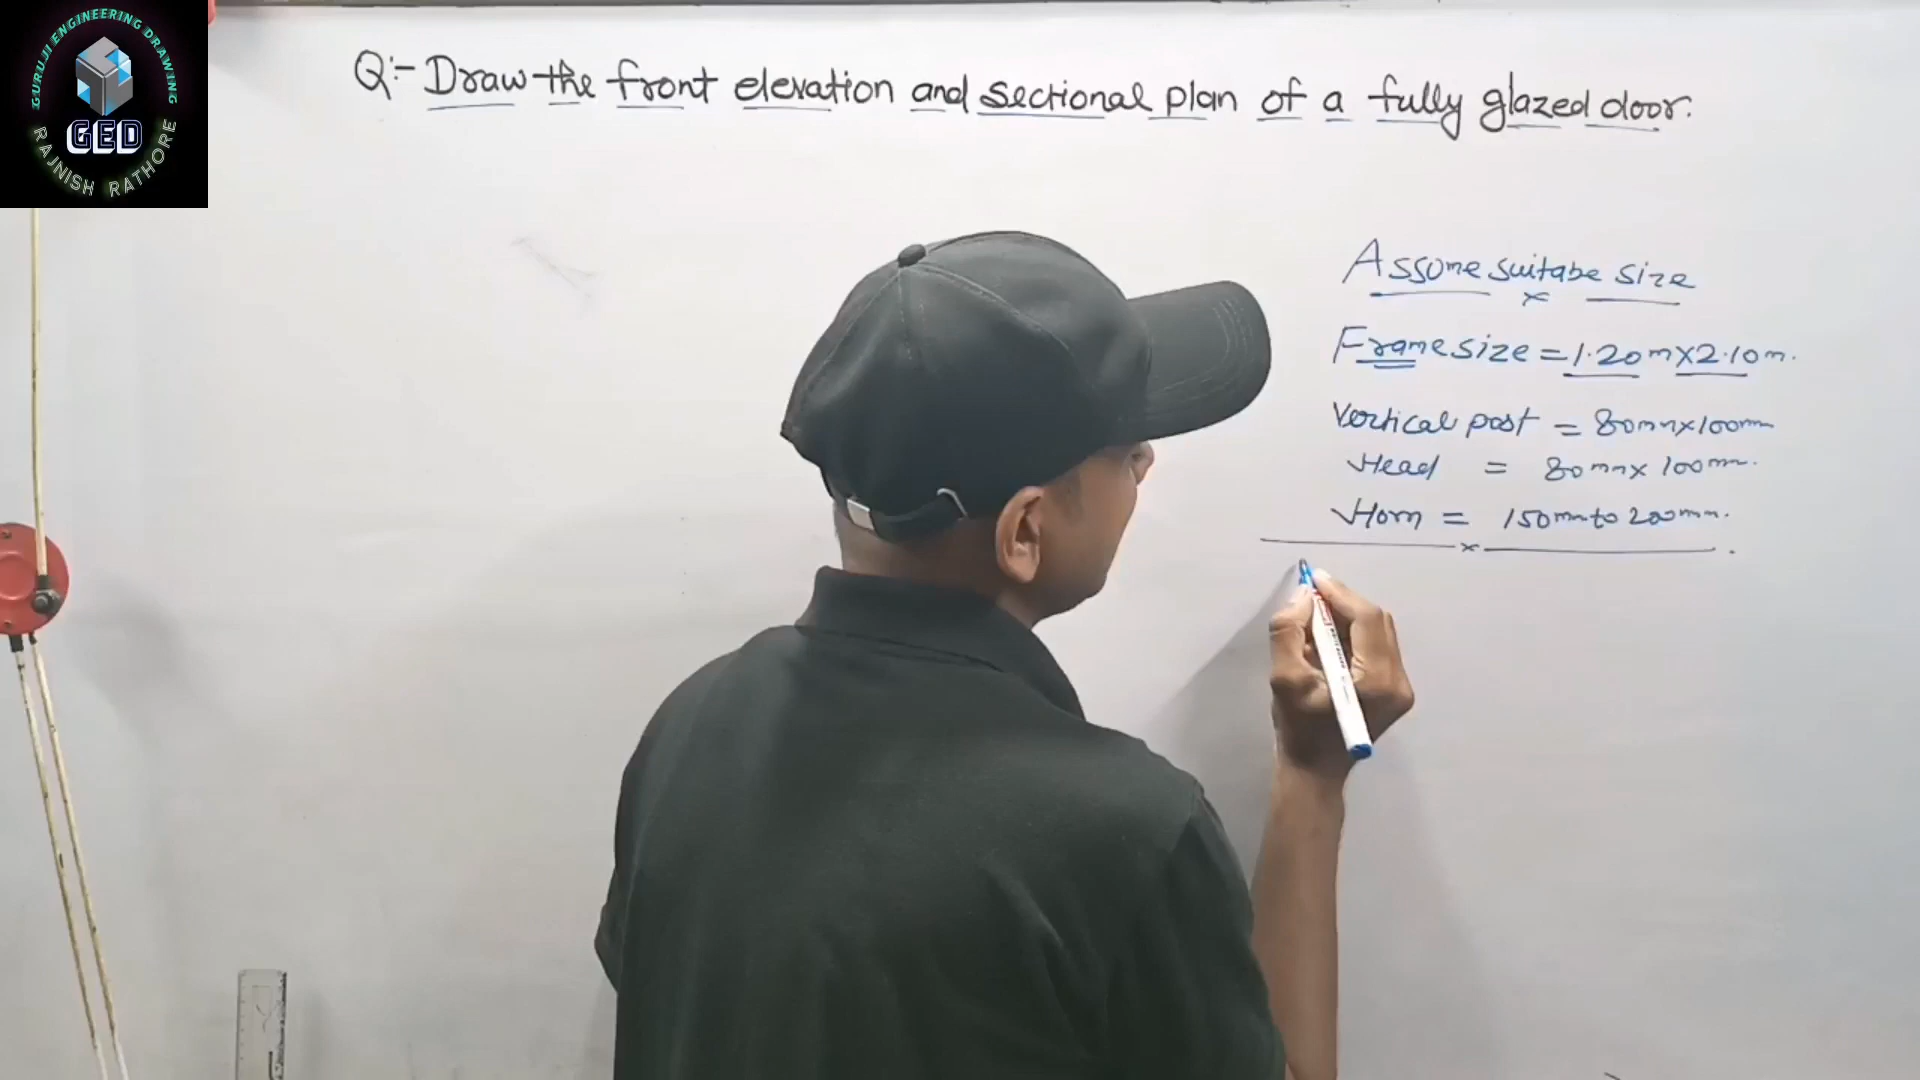 GURUJI ENGINEERING DRAWING
GED
RAJNISH RATHORE
Q:- Draw the front elevation and sectional plan of a fully glazed door.
Assume suitabe size
Frame size = 1.20m x 2.10m.
Vertical post = 80mm x 100mm
Head = 80mm x 100mm.
Horn = 150mm to 200mm.